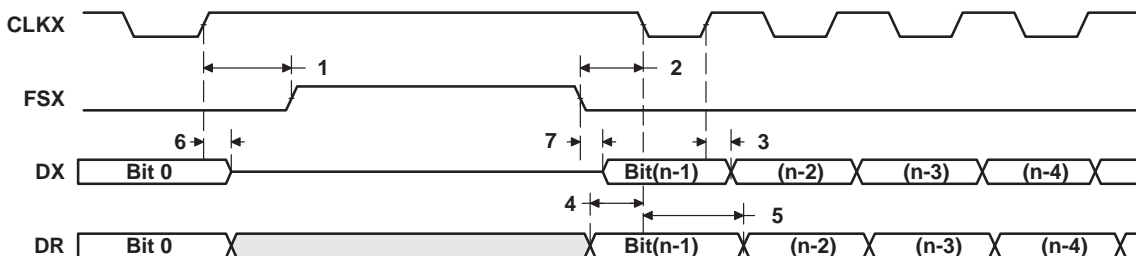 CLKX
1 2
FSX
6 7 3
DX Bit 0 Bit(n-1) (n-2) (n-3) (n-4)
4 5
DR Bit 0 Bit(n-1) (n-2) (n-3) (n-4)